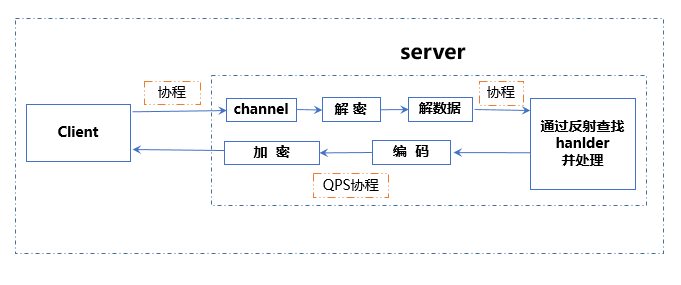 server
协程
协程
Client
channel
解 密
解数据
通过反射查找
hanlder
并处理
加 密
编 码
QPS协程